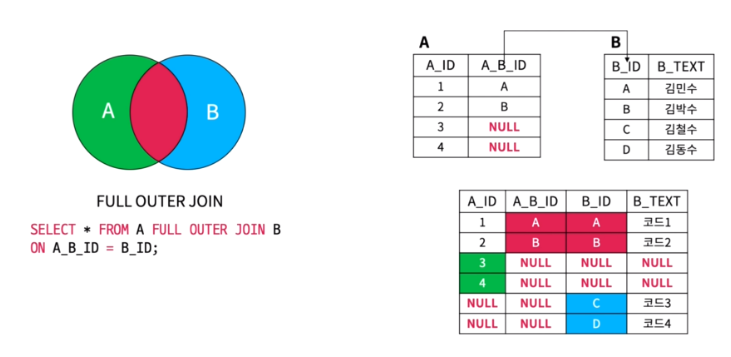 A B
FULL OUTER JOIN
SELECT * FROM A FULL OUTER JOIN B
ON A_B_ID = B_ID;
A
A_ID A_B_ID
1 A
2 B
3 NULL
4 NULL
B
B_ID B_TEXT
A 김민수
B 김박수
C 김철수
D 김동수
A_ID A_B_ID B_ID B_TEXT
1 A A 코드1
2 B B 코드2
3 NULL NULL NULL
4 NULL NULL NULL
NULL NULL C 코드3
NULL NULL D 코드4